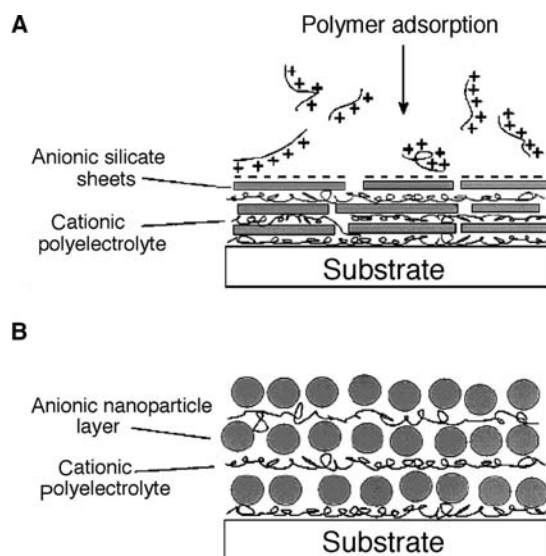 A
Polymer adsorption
+ + + + + + + + + + + + + + + + + + + + + + + + + + +
Anionic silicate
sheets
Cationic
polyelectrolyte
Substrate
B
Anionic nanoparticle
layer
Cationic
polyelectrolyte
Substrate